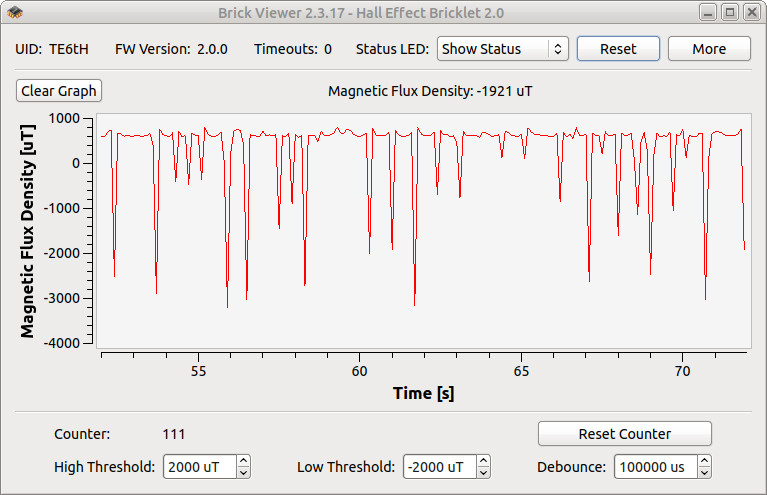 Brick Viewer 2.3.17 - Hall Effect Bricklet 2.0
UID: TE6tH FW Version: 2.0.0 Timeouts: 0 Status LED: Show Status Reset More
Clear Graph Magnetic Flux Density: -1921 uT
Magnetic Flux Density [uT]
1000
0
-1000
-2000
-3000
-4000
55 60 65 70
Time [s]
Counter: 111 Reset Counter
High Threshold: 2000 uT Low Threshold: -2000 uT Debounce: 100000 us